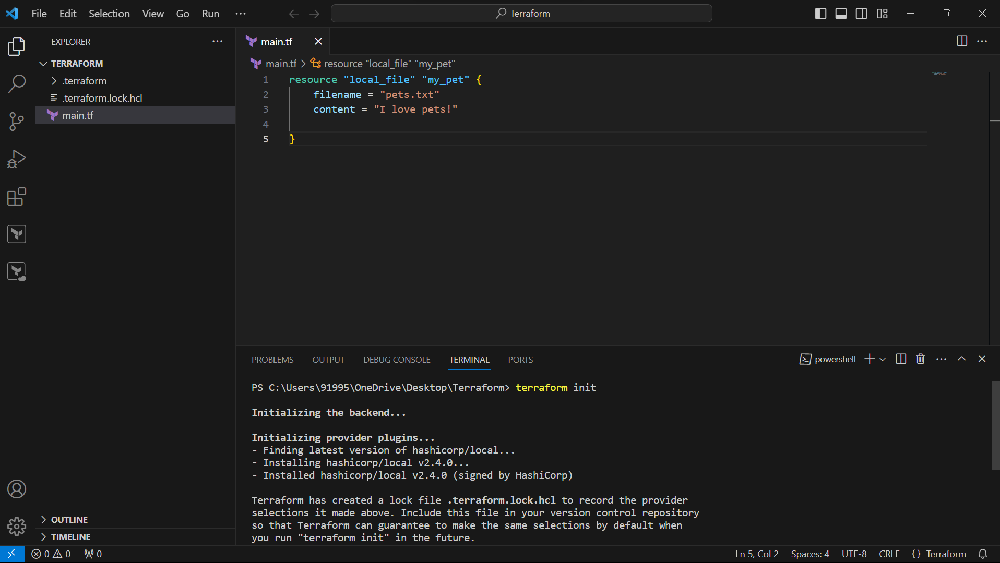 File Edit Selection View Go Run ···
Terraform
EXPLORER
TERRAFORM
.terraform
.terraform.lock.hcl
main.tf
OUTLINE
TIMELINE
main.tf
main.tf > resource "local_file" "my_pet"
1 resource "local_file" "my_pet" {
2 filename = "pets.txt"
3 content = "I love pets!"
4
5 }
PROBLEMS OUTPUT DEBUG CONSOLE TERMINAL PORTS
powershell
PS C:\Users\91995\OneDrive\Desktop\Terraform> terraform init
Initializing the backend...
Initializing provider plugins...
- Finding latest version of hashicorp/local...
- Installing hashicorp/local v2.4.0...
- Installed hashicorp/local v2.4.0 (signed by HashiCorp)
Terraform has created a lock file .terraform.lock.hcl to record the provider
selections it made above. Include this file in your version control repository
so that Terraform can guarantee to make the same selections by default when
you run "terraform init" in the future.
0 0 0
Ln 5, Col 2 Spaces: 4 UTF-8 CRLF {} Terraform